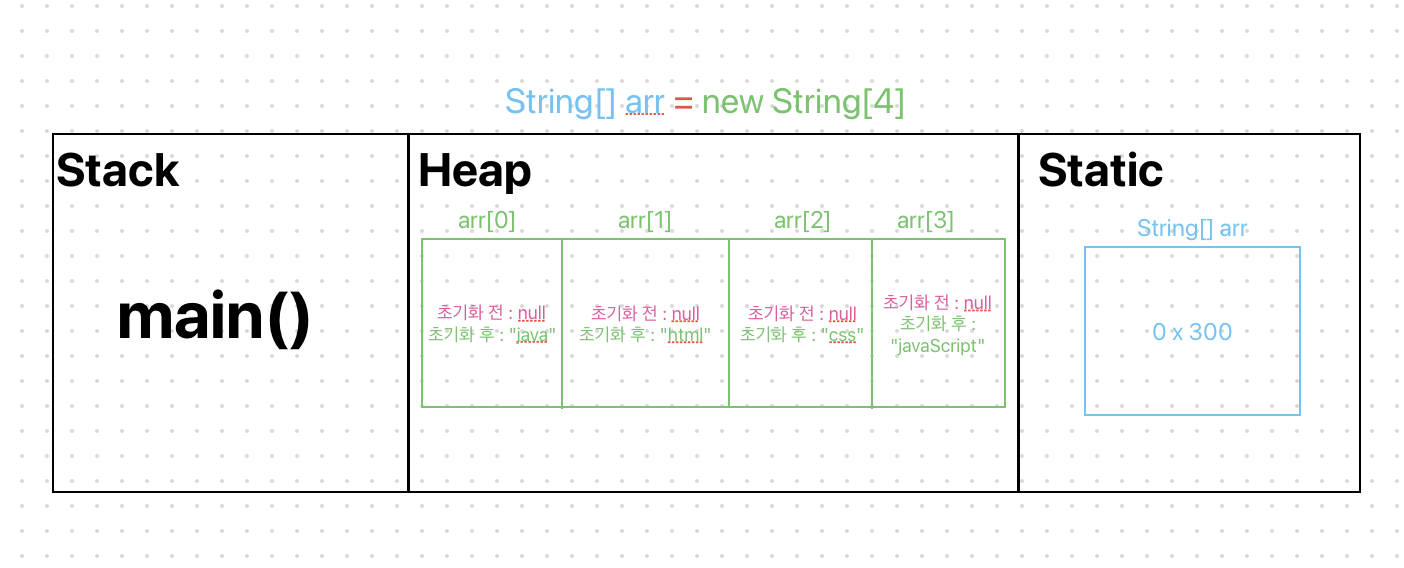 String[] arr = new String[4]
Stack
Heap
Static
arr[0] arr[1] arr[2] arr[3]
String[] arr
main()
초기화 전 : null
초기화 후 : "java"
초기화 전 : null
초기화 후 : "html"
초기화 전 : null
초기화 후 : "css"
초기화 전 : null
초기화 후 :
"javaScript"
0 x 300